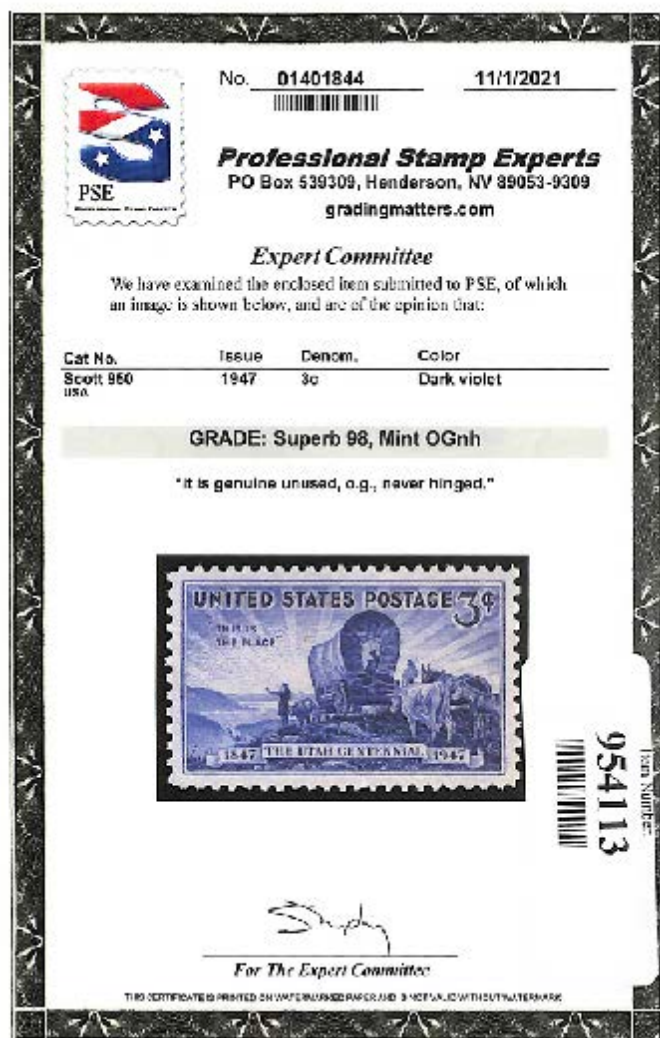 No. 01401844 11/1/2021
PSE
Professional Stamp Experts
PO Box 539309, Henderson, NV 89053-9309
gradingmatters.com
Expert Committee
We have examined the enclosed item submitted to PSE, of which
an image is shown below, and are of the opinion that:
Cat No. Issue Denom. Color
Scott 950 1947 3c Dark violet
USA
GRADE: Superb 98, Mint OGnh
"it is genuine unused, o.g., never hinged."
UNITED STATES POSTAGE 3¢
THIS IS
THE PLACE
1847 THE UTAH CENTENNIAL 1947
Item Number:
954113
For The Expert Committee
THIS CERTIFICATE IS PRINTED ON WATERMARKED PAPER AND IS NOT VALID WITHOUT WATERMARK